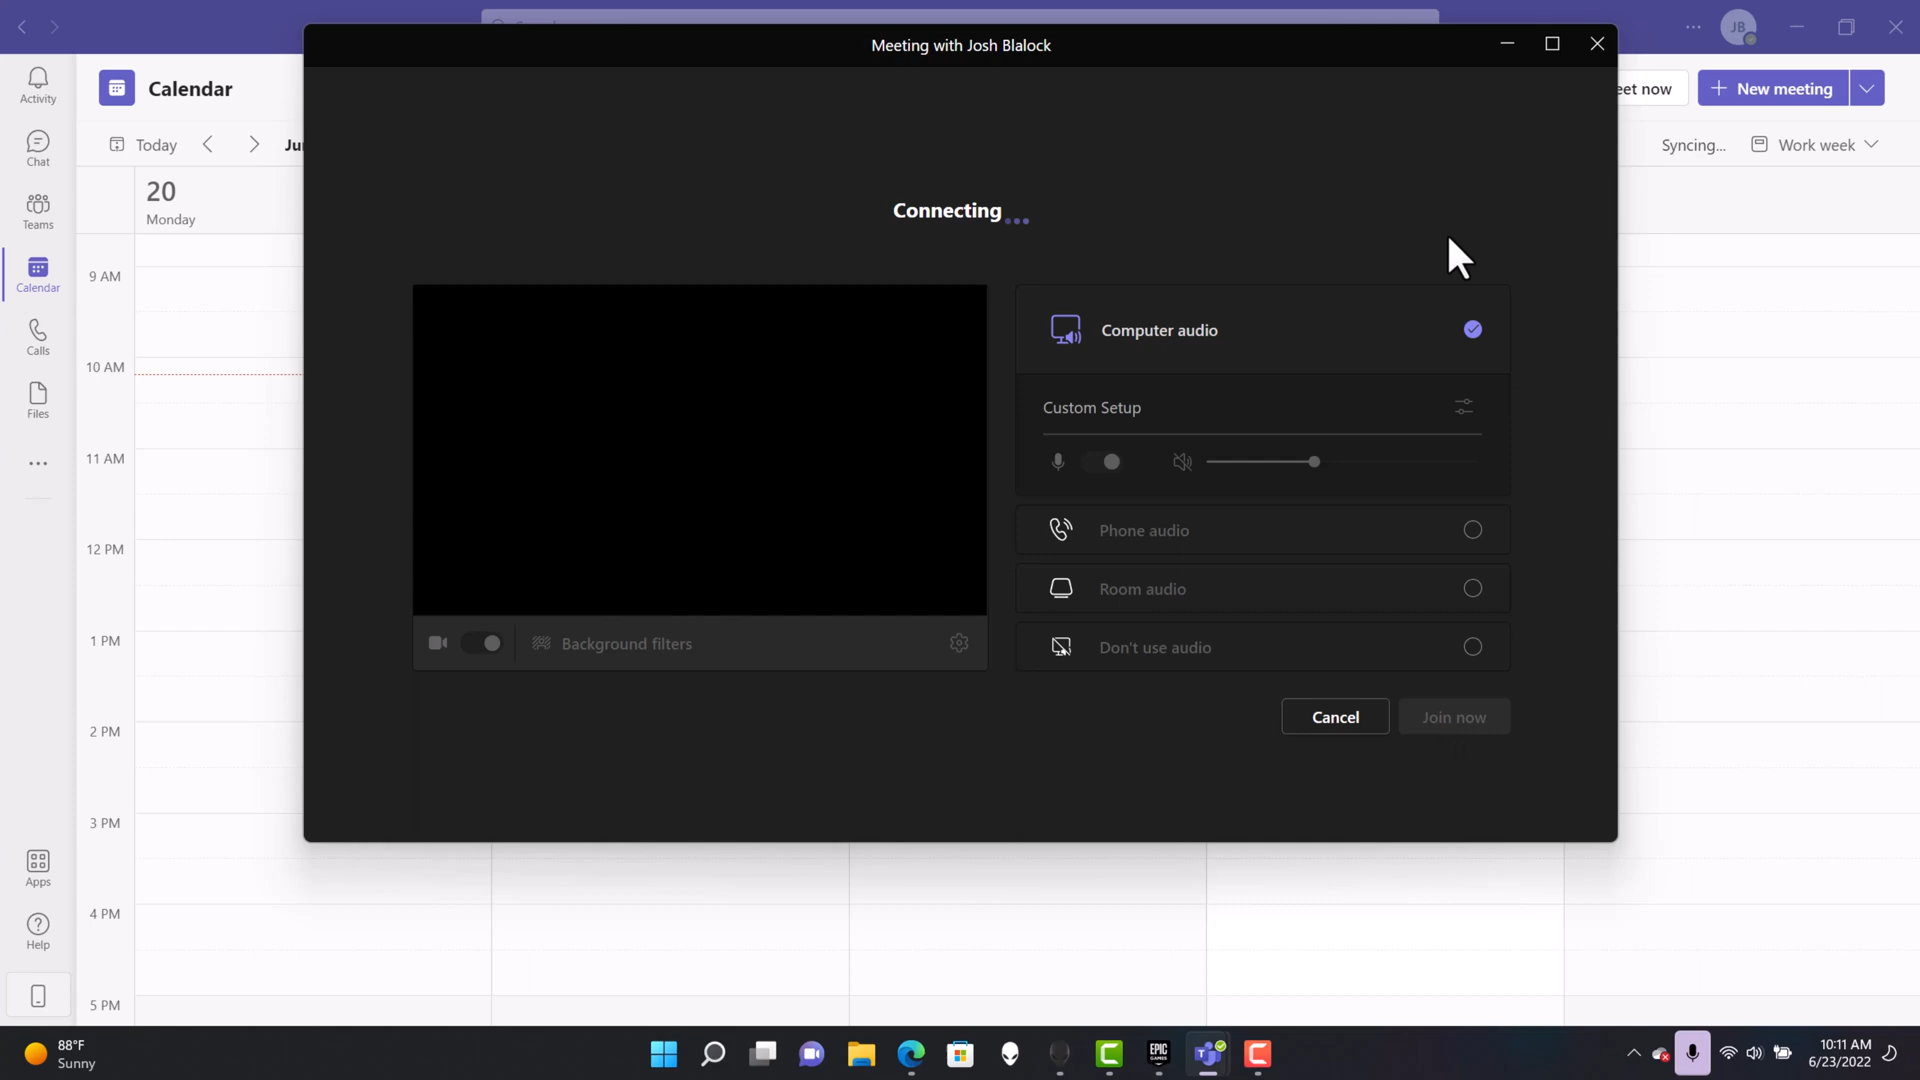 JB
Meeting with Josh Blalock
Activity
Chat
Teams
Calendar
Calls
Files
Apps
Help
Calendar
eet now
New meeting
Today
Syncing...
Work week
20
Monday
9 AM
10 AM
11 AM
12 PM
1 PM
2 PM
3 PM
4 PM
5 PM
Connecting...
Computer audio
Custom Setup
Phone audio
Room audio
Don't use audio
Background filters
Cancel
Join now
88°F
Sunny
EPIC
GAMES
10:11 AM
6/23/2022